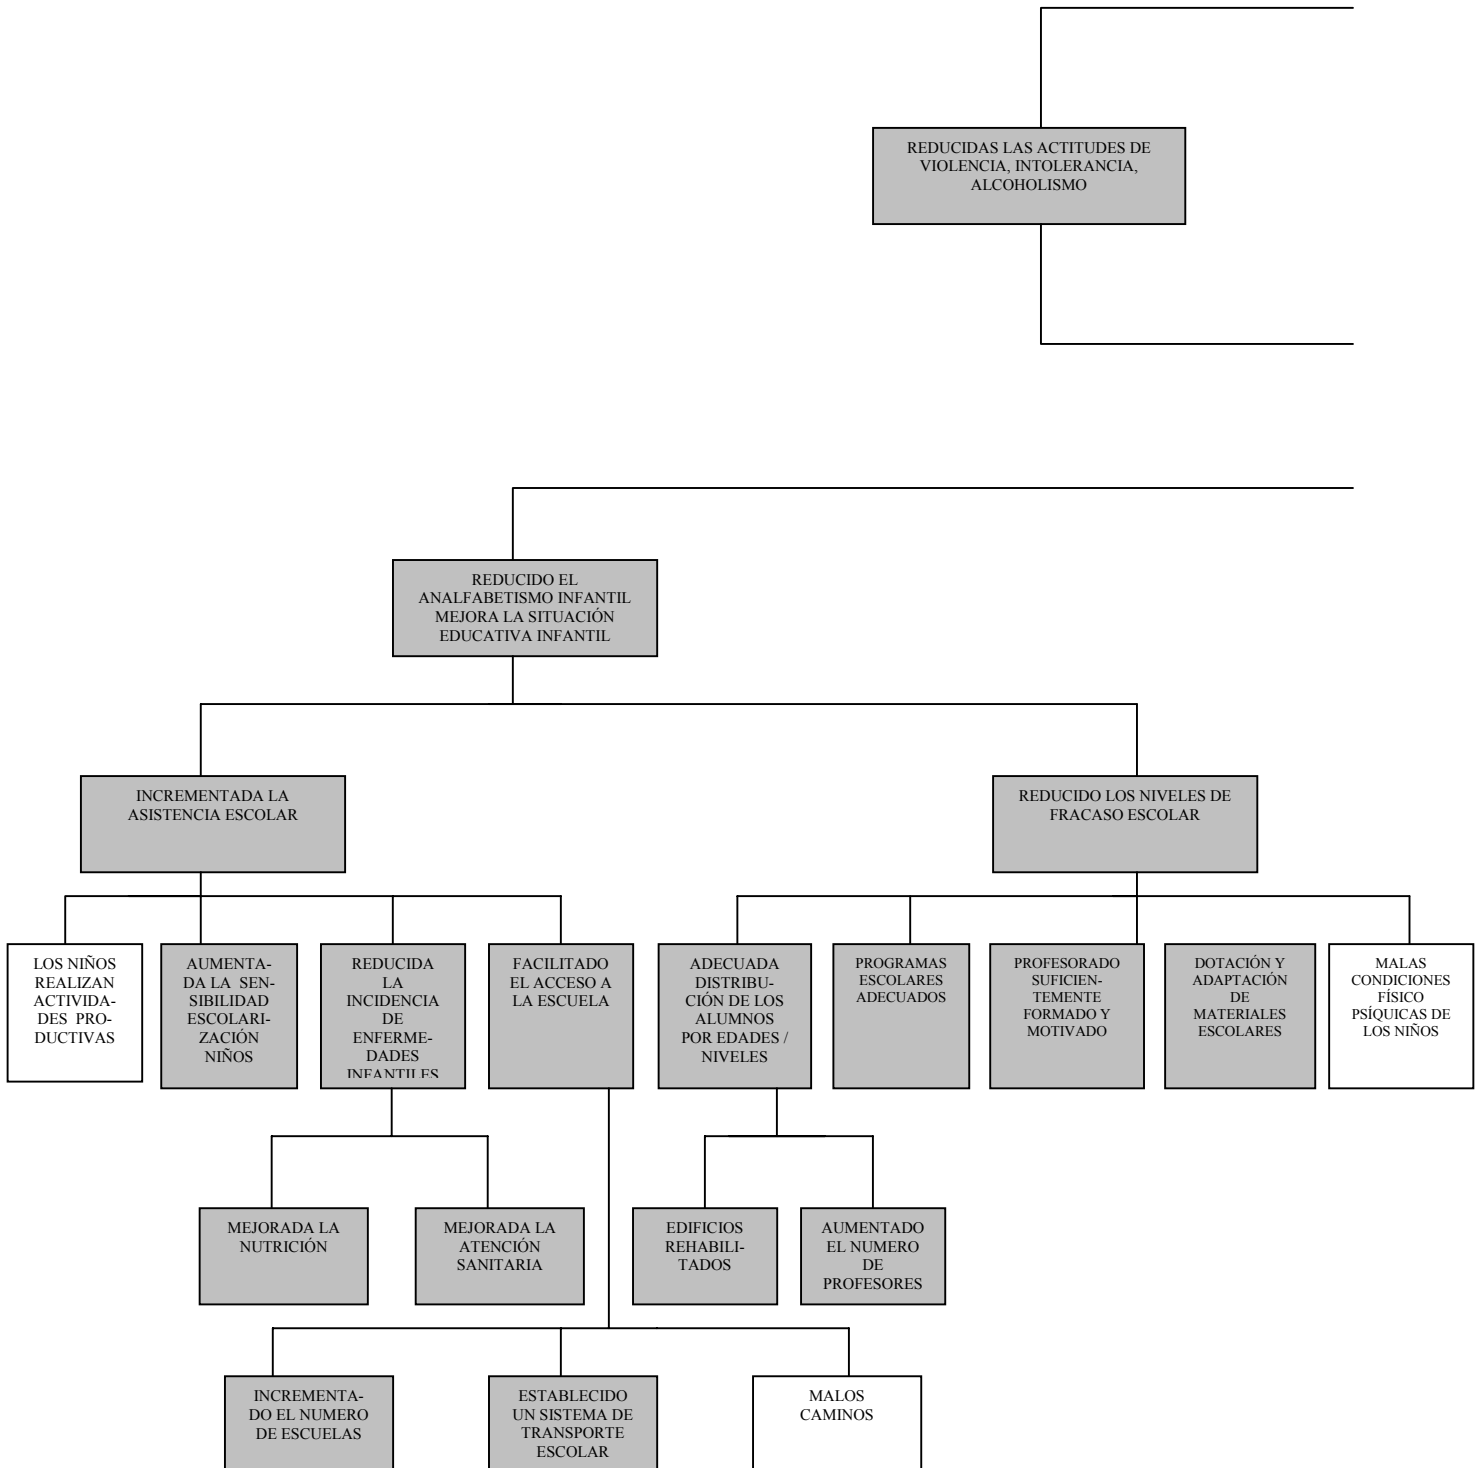 REDUCIDAS LAS ACTITUDES DE
VIOLENCIA, INTOLERANCIA,
ALCOHOLISMO
REDUCIDO EL
ANALFABETISMO INFANTIL
MEJORA LA SITUACIÓN
EDUCATIVA INFANTIL
INCREMENTADA LA
ASISTENCIA ESCOLAR
REDUCIDO LOS NIVELES DE
FRACASO ESCOLAR
LOS NIÑOS
REALIZAN
ACTIVIDA-
DES PRO-
DUCTIVAS
AUMENTA-
DA LA SEN-
SIBILIDAD
ESCOLARI-
ZACIÓN
NIÑOS
REDUCIDA
LA
INCIDENCIA
DE
ENFERME-
DADES
INFANTILES
FACILITADO
EL ACCESO A
LA ESCUELA
ADECUADA
DISTRIBU-
CIÓN DE LOS
ALUMNOS
POR EDADES /
NIVELES
PROGRAMAS
ESCOLARES
ADECUADOS
PROFESORADO
SUFICIEN-
TEMENTE
FORMADO Y
MOTIVADO
DOTACIÓN Y
ADAPTACIÓN
DE
MATERIALES
ESCOLARES
MALAS
CONDICIONES
FÍSICO
PSÍQUICAS DE
LOS NIÑOS
MEJORADA LA
NUTRICIÓN
MEJORADA LA
ATENCIÓN
SANITARIA
EDIFICIOS
REHABILI-
TADOS
AUMENTADO
EL NUMERO
DE
PROFESORES
INCREMENTA-
DO EL NUMERO
DE ESCUELAS
ESTABLECIDO
UN SISTEMA DE
TRANSPORTE
ESCOLAR
MALOS
CAMINOS